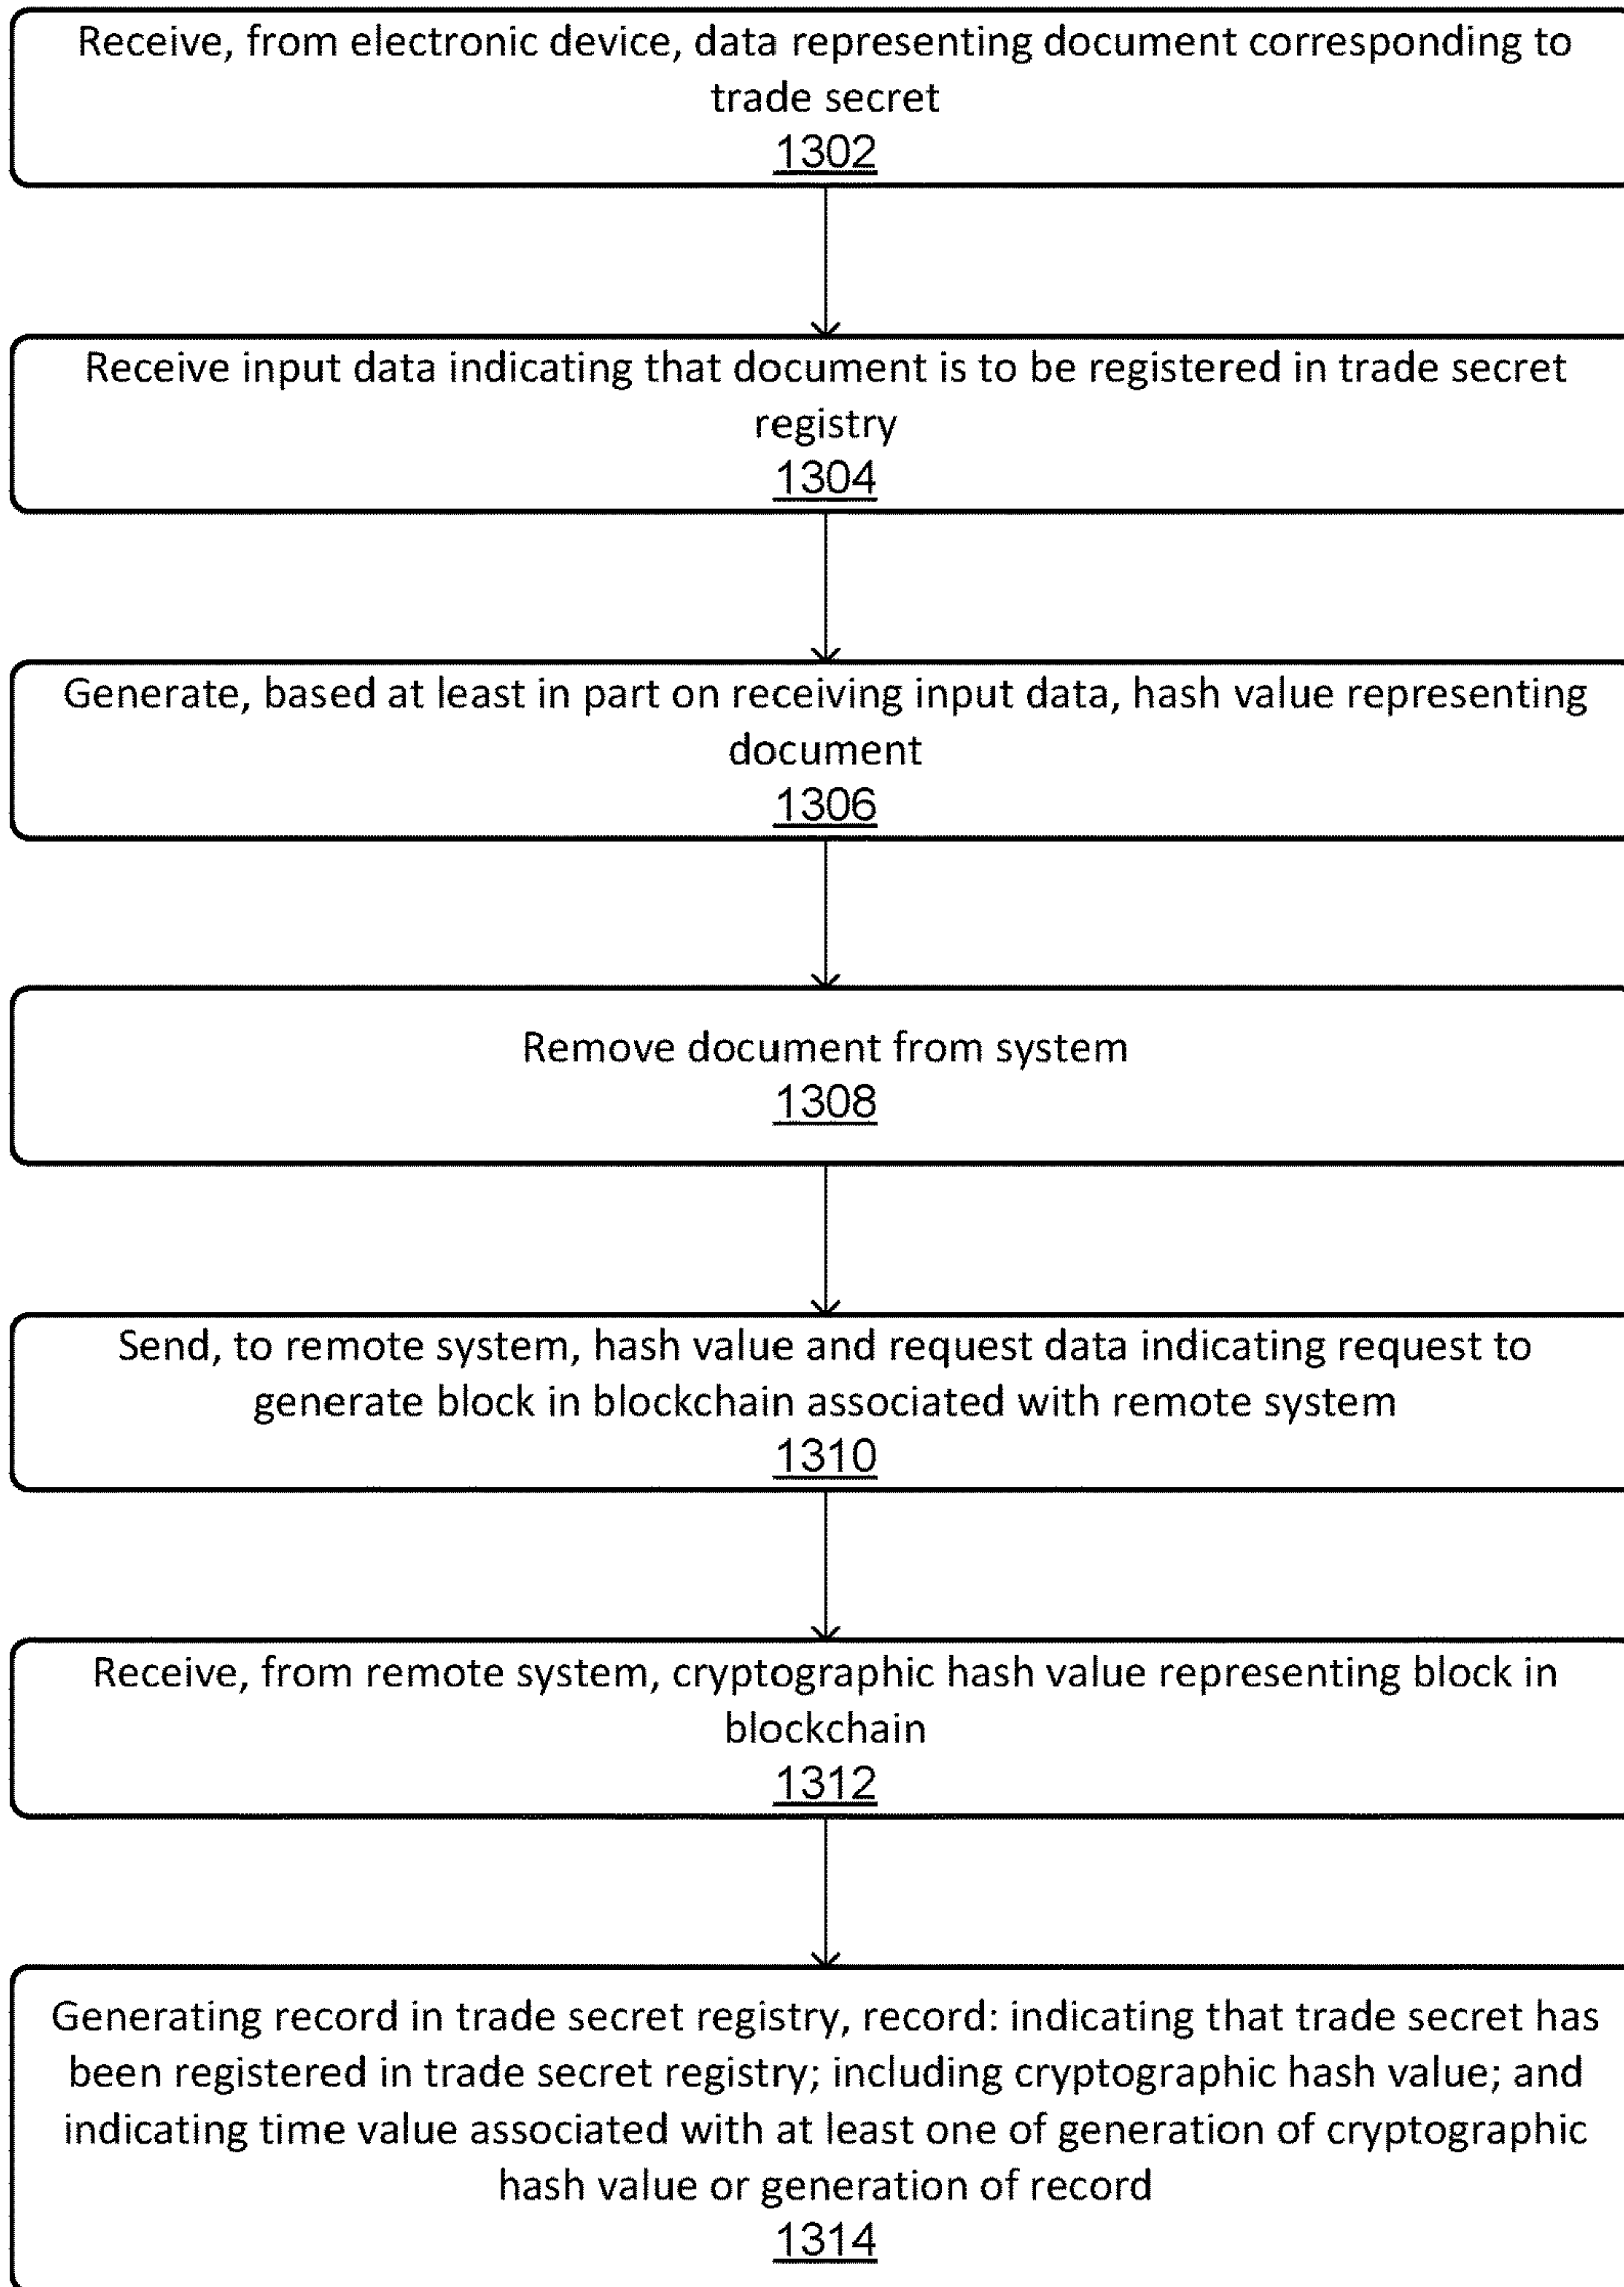 Receive, from electronic device, data representing document corresponding to
trade secret
1302
Receive input data indicating that document is to be registered in trade secret
registry
1304
Generate, based at least in part on receiving input data, hash value representing
document
1306
Remove document from system
1308
Send, to remote system, hash value and request data indicating request to
generate block in blockchain associated with remote system
1310
Receive, from remote system, cryptographic hash value representing block in
blockchain
1312
Generating record in trade secret registry, record: indicating that trade secret has
been registered in trade secret registry; including cryptographic hash value; and
indicating time value associated with at least one of generation of cryptographic
hash value or generation of record
1314